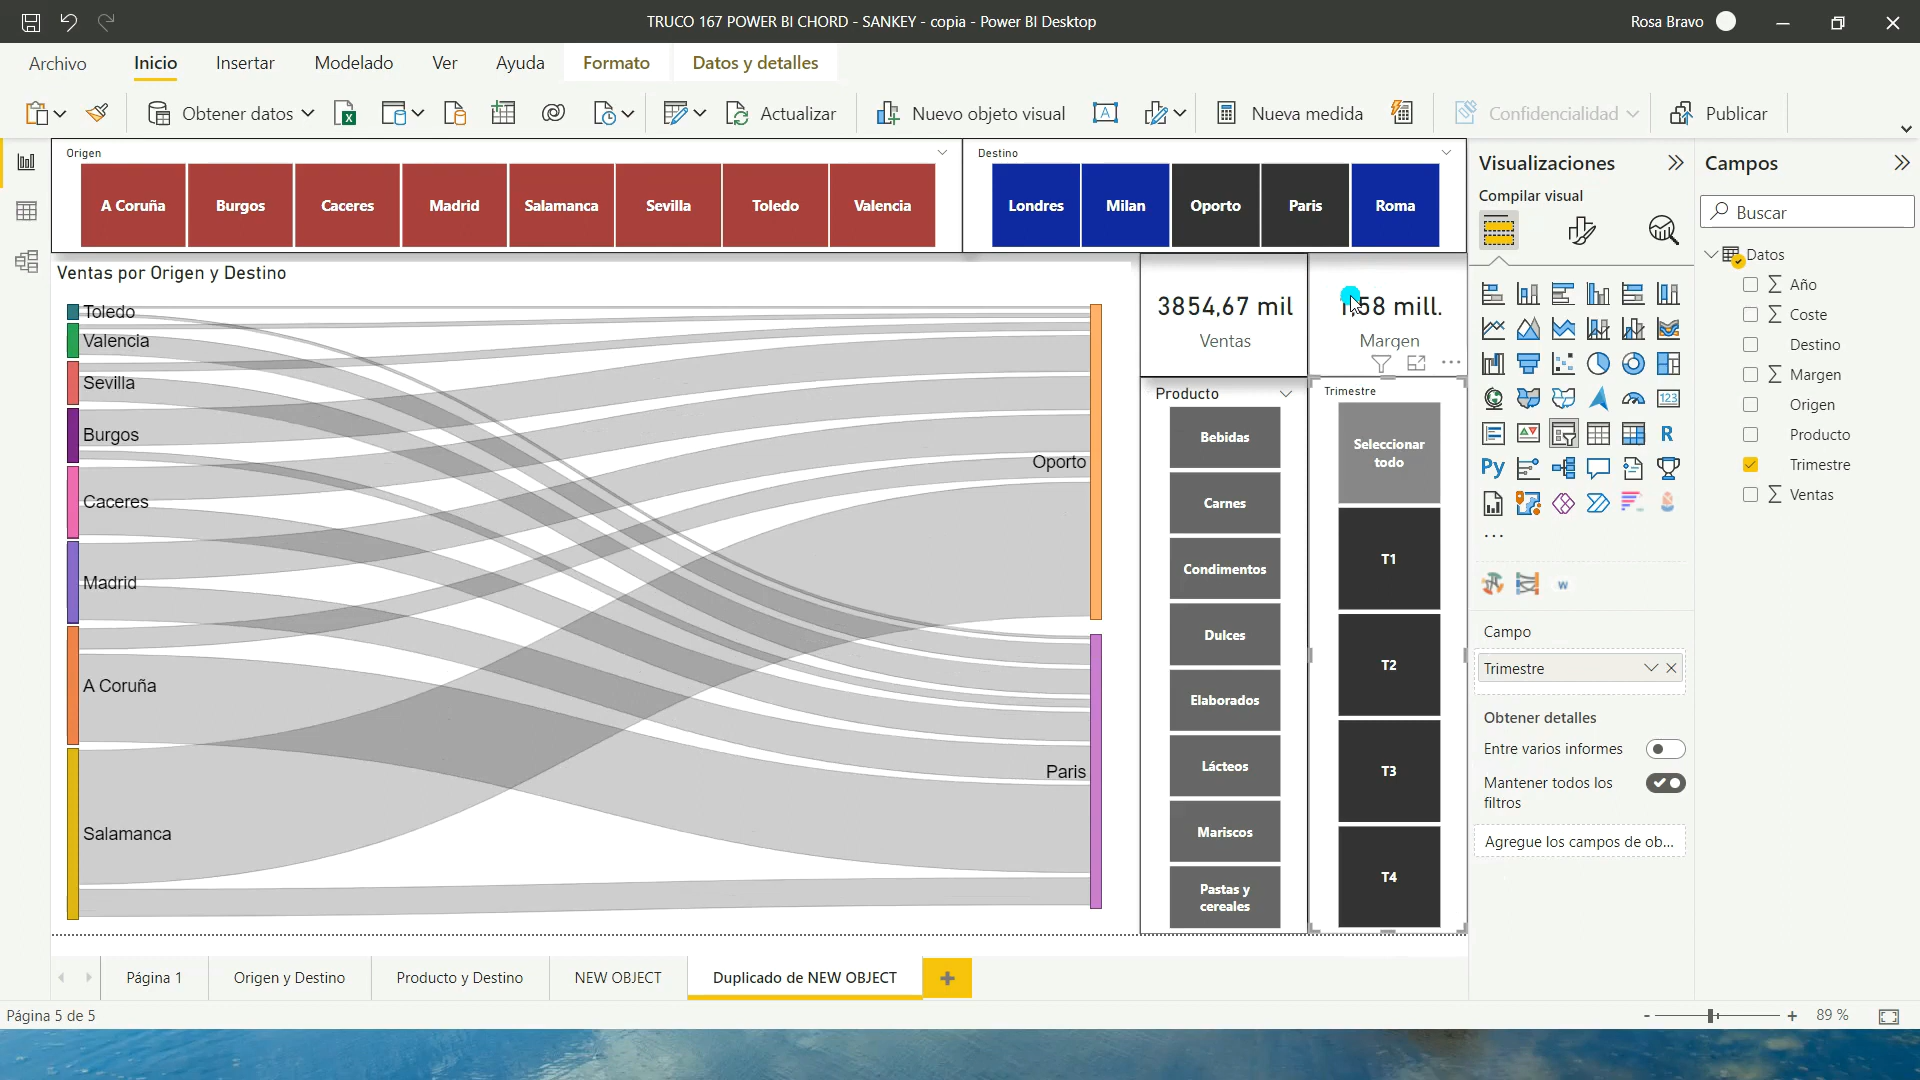 TRUCO 167 POWER BI CHORD - SANKEY - copia - Power BI Desktop
Rosa Bravo
Archivo
Inicio
Insertar
Modelado
Ver
Ayuda
Formato
Datos y detalles
Obtener datos
Actualizar
Nuevo objeto visual
Nueva medida
Confidencialidad
Publicar
Origen
A Coruña
Burgos
Caceres
Madrid
Salamanca
Sevilla
Toledo
Valencia
Destino
Londres
Milan
Oporto
Paris
Roma
Ventas por Origen y Destino
Toledo
Valencia
Sevilla
Burgos
Caceres
Madrid
A Coruña
Salamanca
Oporto
Paris
3854,67 mil
Ventas
58 mill.
Margen
Producto
Bebidas
Carnes
Condimentos
Dulces
Elaborados
Lácteos
Mariscos
Pastas y
cereales
Trimestre
Seleccionar
todo
T1
T2
T3
T4
Visualizaciones
Compilar visual
123
R
Py
W
Campo
Trimestre
Obtener detalles
Entre varios informes
Mantener todos los
filtros
Agregue los campos de ob...
Campos
Buscar
Datos
Año
Coste
Destino
Margen
Origen
Producto
Trimestre
Ventas
Página 1
Origen y Destino
Producto y Destino
NEW OBJECT
Duplicado de NEW OBJECT
+
Página 5 de 5
- + 89 %